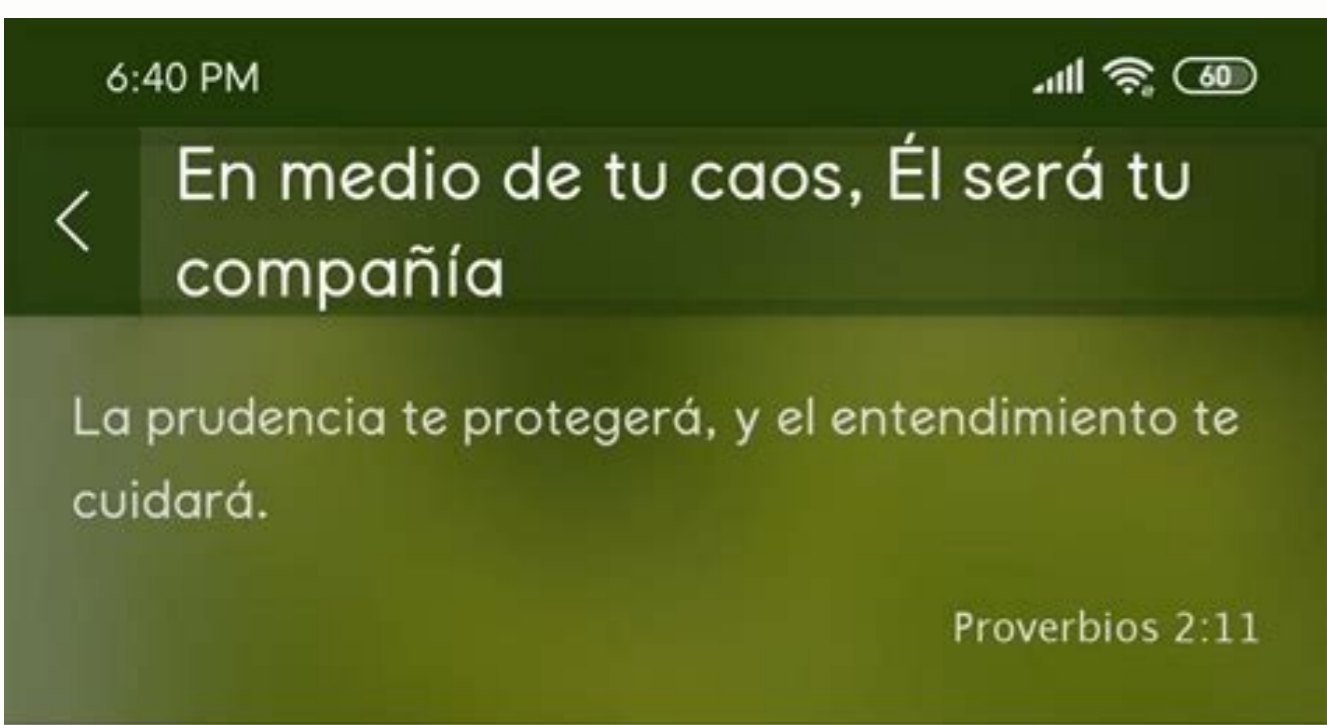 6:40 PM 60
En medio de tu caos, Él será tu
compañía
La prudencia te protegerá, y el entendimiento te
cuidará.
Proverbios 2:11